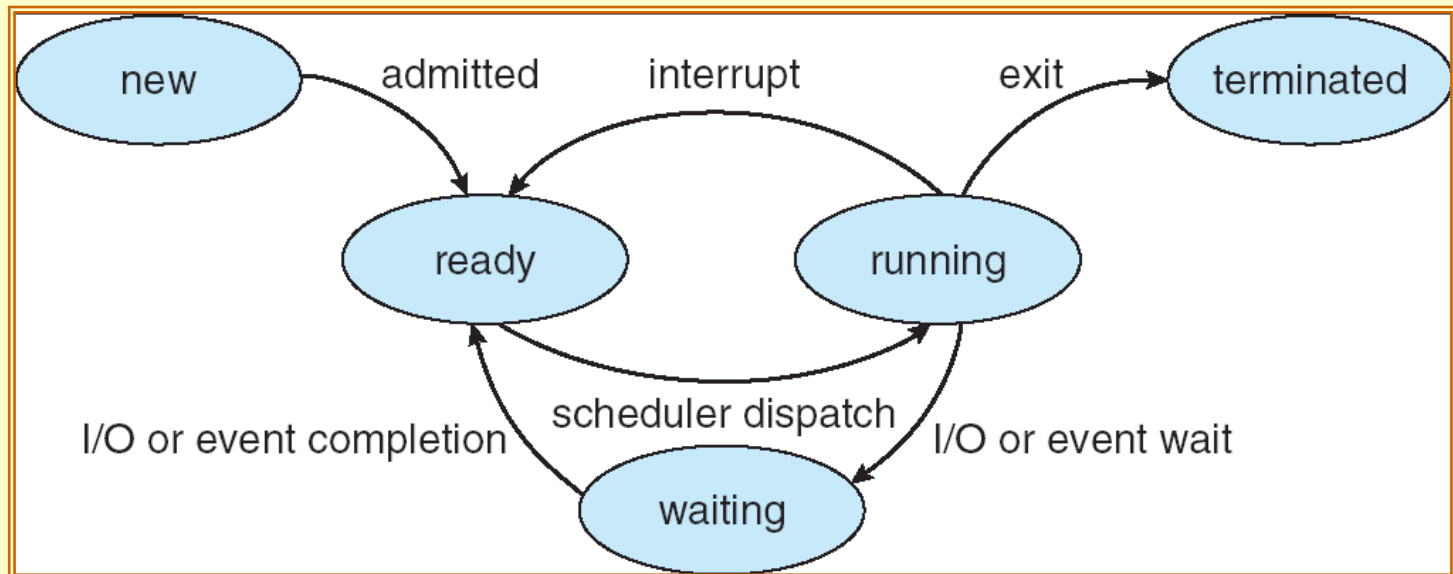 new
admitted
interrupt
exit
terminated
ready
running
scheduler dispatch
I/O or event completion
I/O or event wait
waiting